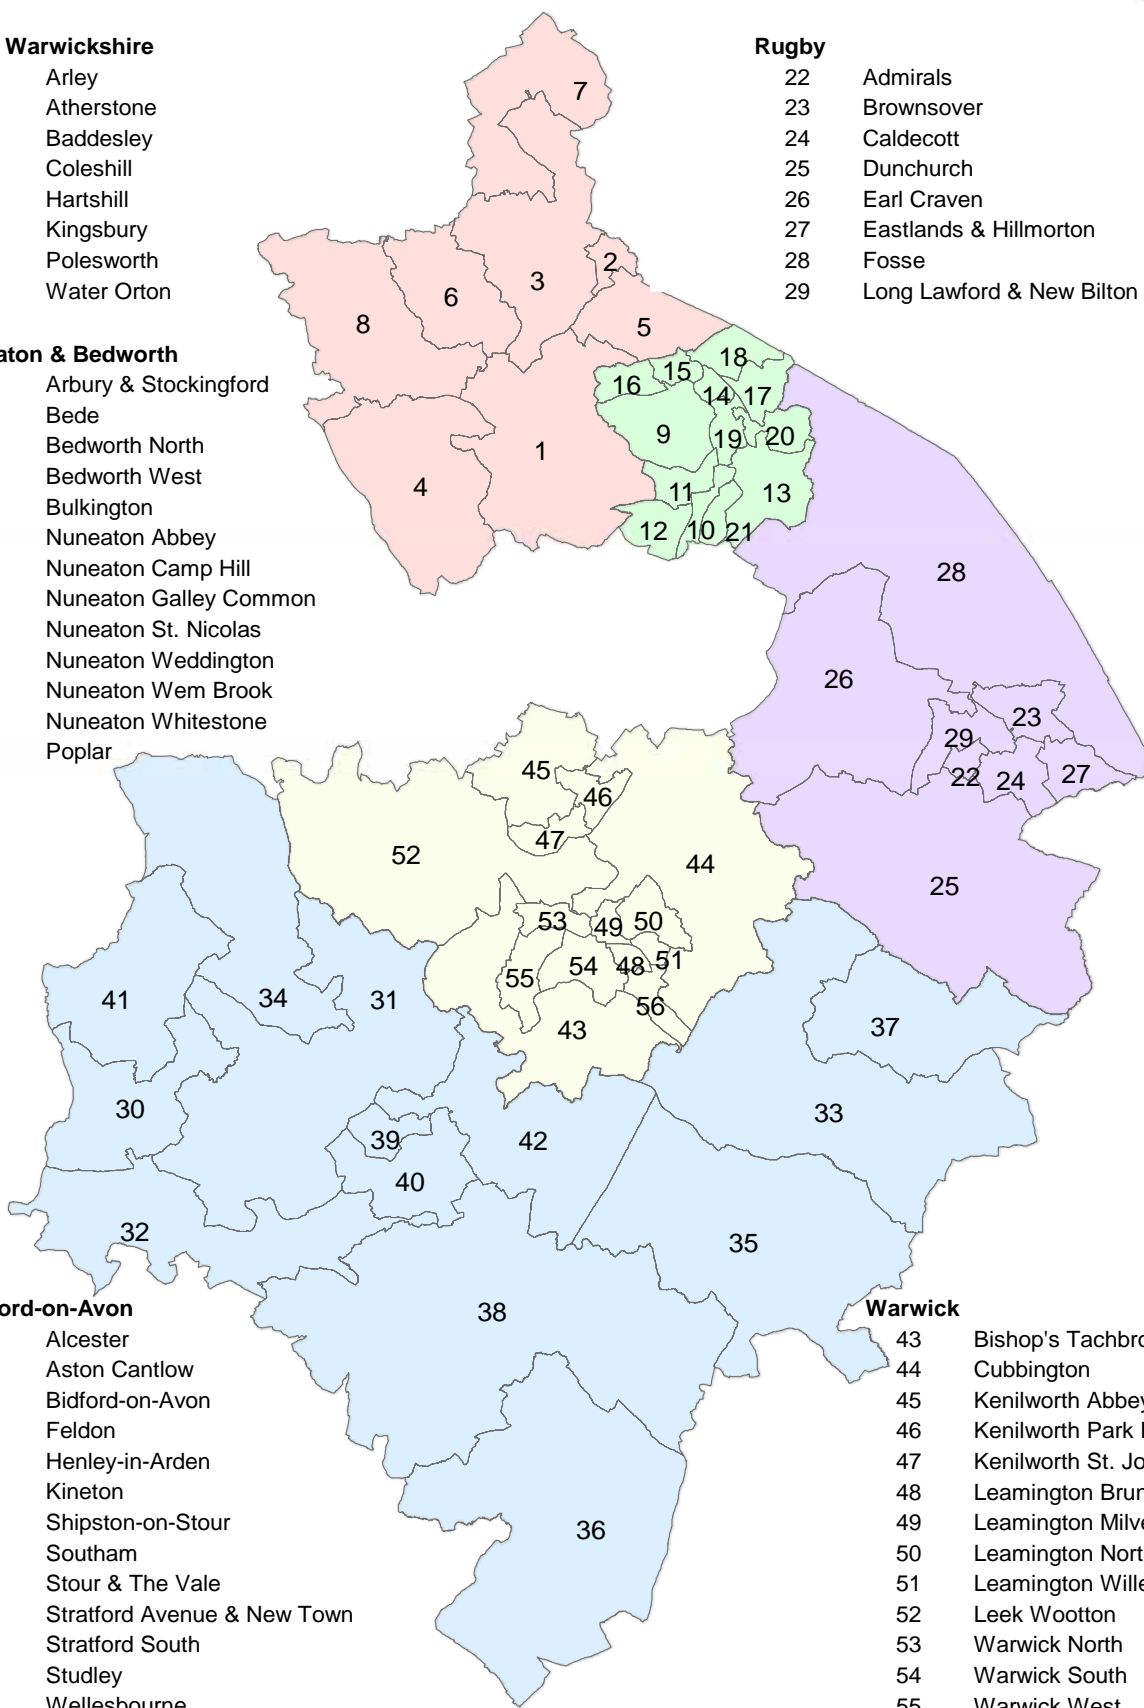 Warwickshire
Arley
Atherstone
Baddesley
Coleshill
Hartshill
Kingsbury
Polesworth
Water Orton
aton & Bedworth
Arbury & Stockingford
Bede
Bedworth North
Bedworth West
Bulkington
Nuneaton Abbey
Nuneaton Camp Hill
Nuneaton Galley Common
Nuneaton St. Nicolas
Nuneaton Weddington
Nuneaton Wem Brook
Nuneaton Whitestone
Poplar
Rugby
22 Admirals
23 Brownsover
24 Caldecott
25 Dunchurch
26 Earl Craven
27 Eastlands & Hillmorton
28 Fosse
29 Long Lawford & New Bilton
7
2
3
6
8
5
18
15
16
14
17
9
19
20
1
4
11
13
12
10
21
28
26
23
29
22
24
27
45
46
47
52
44
25
53
49
50
54
48
51
55
56
43
41
34
31
37
30
33
39
42
40
32
35
38
36
ord-on-Avon
Alcester
Aston Cantlow
Bidford-on-Avon
Feldon
Henley-in-Arden
Kineton
Shipston-on-Stour
Southam
Stour & The Vale
Stratford Avenue & New Town
Stratford South
Studley
Wellesbourne
Warwick
43 Bishop's Tachbro
44 Cubbington
45 Kenilworth Abbey
46 Kenilworth Park
47 Kenilworth St. Jo
48 Leamington Brun
49 Leamington Milve
50 Leamington Nort
51 Leamington Wille
52 Leek Wootton
53 Warwick North
54 Warwick South
55 Warwick West